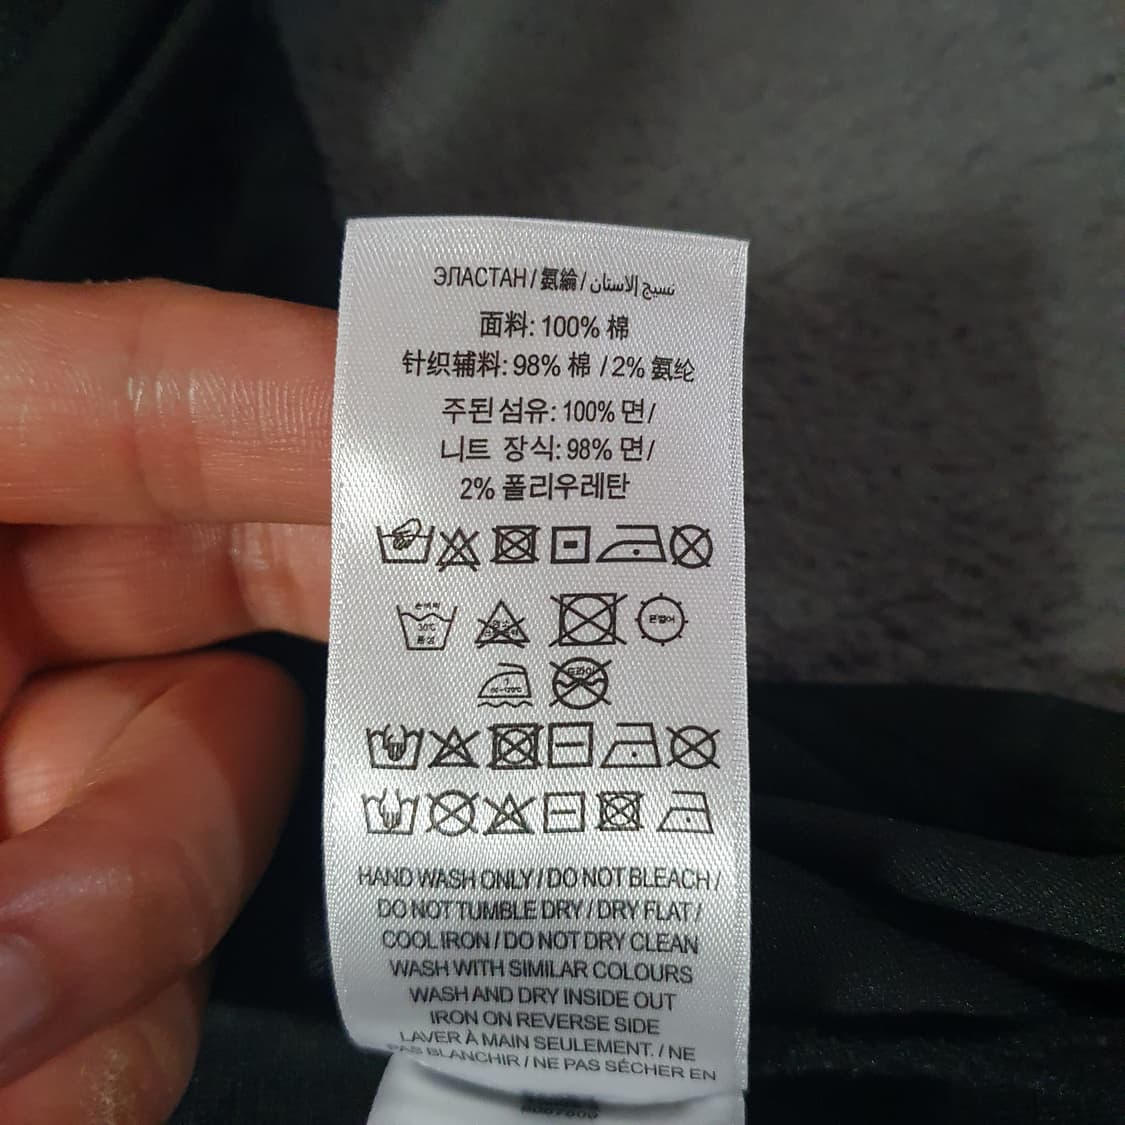 ЭЛАСТАН / 氨綸 / نسيج إلاستان
面料: 100% 棉
针织辅料: 98% 棉 / 2% 氨纶
주된 섬유: 100% 면/
니트 장식: 98% 면/
2% 폴리우레탄
30°C
중성
HAND WASH ONLY / DO NOT BLEACH /
DO NOT TUMBLE DRY / DRY FLAT /
COOL IRON / DO NOT DRY CLEAN
WASH WITH SIMILAR COLOURS
WASH AND DRY INSIDE OUT
IRON ON REVERSE SIDE
LAVER À MAIN SEULEMENT. / NE
PAS BLANCHIR / NE PAS SÉCHER EN